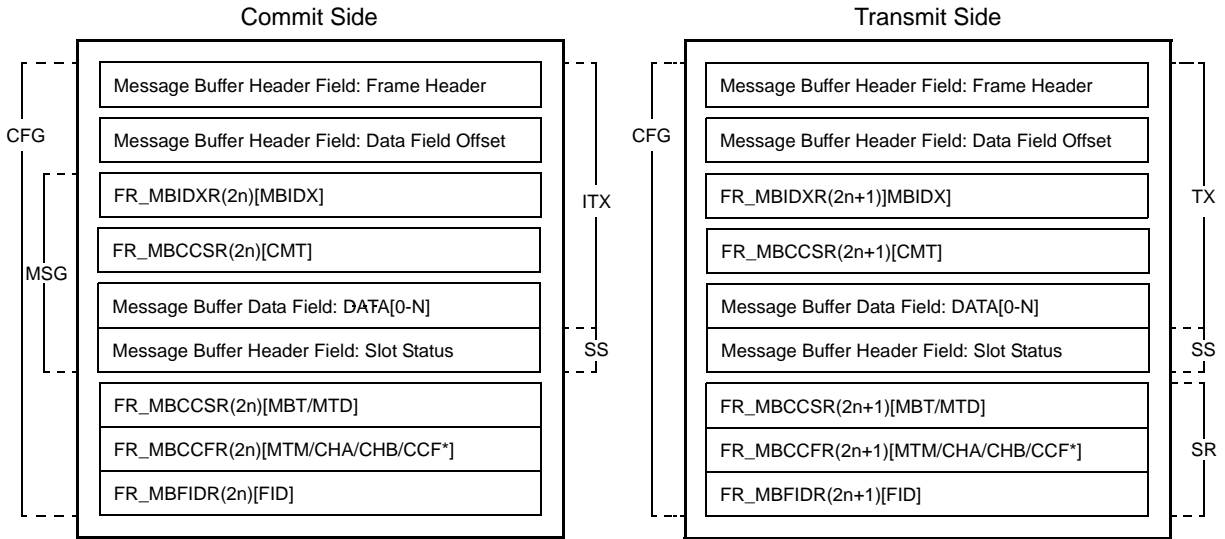 Commit Side
CFG
MSG
Message Buffer Header Field: Frame Header
Message Buffer Header Field: Data Field Offset
FR_MBIDXR(2n)[MBIDX]
FR_MBCCSR(2n)[CMT]
Message Buffer Data Field: DATA[0-N]
Message Buffer Header Field: Slot Status
FR_MBCCSR(2n)[MBT/MTD]
FR_MBCCFR(2n)[MTM/CHA/CHB/CCF*]
FR_MBFIDR(2n)[FID]
ITX
SS
Transmit Side
CFG
Message Buffer Header Field: Frame Header
Message Buffer Header Field: Data Field Offset
FR_MBIDXR(2n+1)]MBIDX]
FR_MBCCSR(2n+1)[CMT]
Message Buffer Data Field: DATA[0-N]
Message Buffer Header Field: Slot Status
FR_MBCCSR(2n+1)[MBT/MTD]
FR_MBCCFR(2n+1)[MTM/CHA/CHB/CCF*]
FR_MBFIDR(2n+1)[FID]
TX
SS
SR